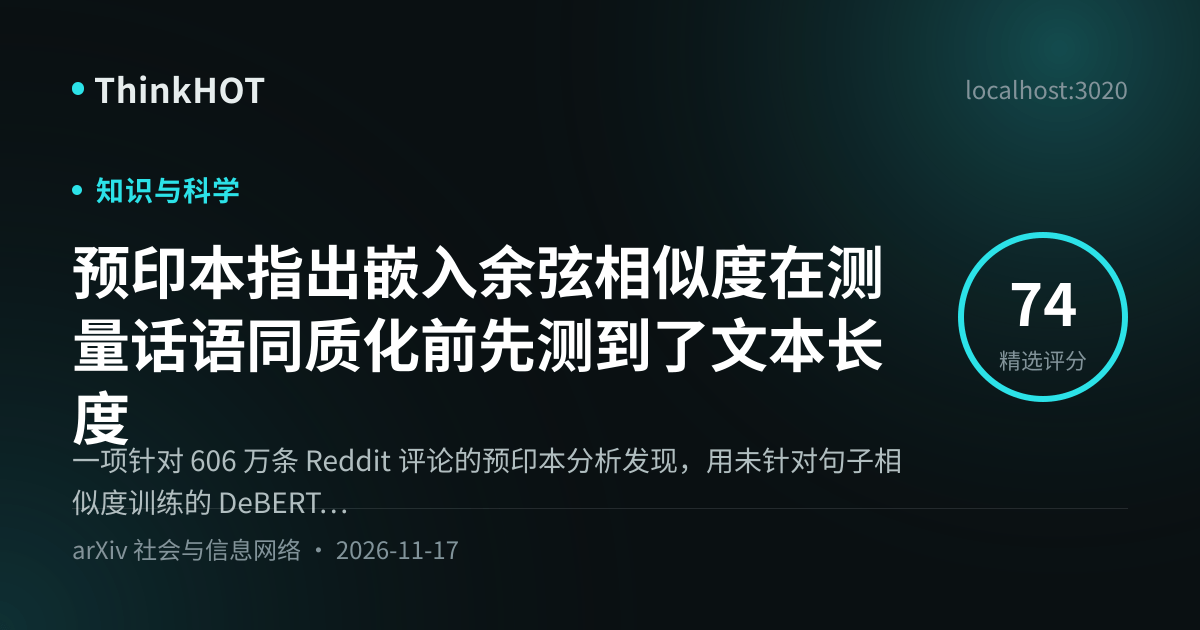 ThinkHOT
localhost:3020
知识与科学
预印本指出嵌入余弦相似度在测
量话语同质化前先测到了文本长
度
74
精选评分
一项针对 606 万条 Reddit 评论的预印本分析发现，用未针对句子相
似度训练的 DeBERT…
arXiv 社会与信息网络 · 2026-11-17